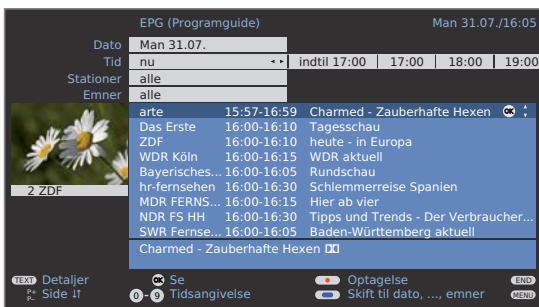 EPG (Programguide) Man 31.07./16:05
Dato Man 31.07.
Tid nu indtil 17:00 17:00 18:00 19:00
Stationer alle
Emner alle
arte 15:57-16:59 Charmed - Zauberhafte Hexen OK
Das Erste 16:00-16:10 Tagesschau
ZDF 16:00-16:10 heute - in Europa
WDR Köln 16:00-16:15 WDR aktuell
Bayerisches... 16:00-16:05 Rundschau
hr-fernsehen 16:00-16:30 Schlemmerreise Spanien
MDR FERNS... 16:00-16:15 Hier ab vier
NDR FS HH 16:00-16:30 Tipps und Trends - Der Verbraucher...
SWR Fernse... 16:00-16:05 Baden-Württemberg aktuell
2 ZDF
Charmed - Zauberhafte Hexen
TEXT Detaljer OK Se Optagelse END
P+ P- Side 0-9 Tidsangivelse Skift til dato, ..., emner MENU